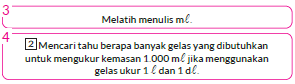 3
Melatih menulis mℓ.
4
2 Mencari tahu berapa banyak gelas yang dibutuhkan
untuk mengukur kemasan 1.000 mℓ jika menggunakan
gelas ukur 1 ℓ dan 1 dℓ.